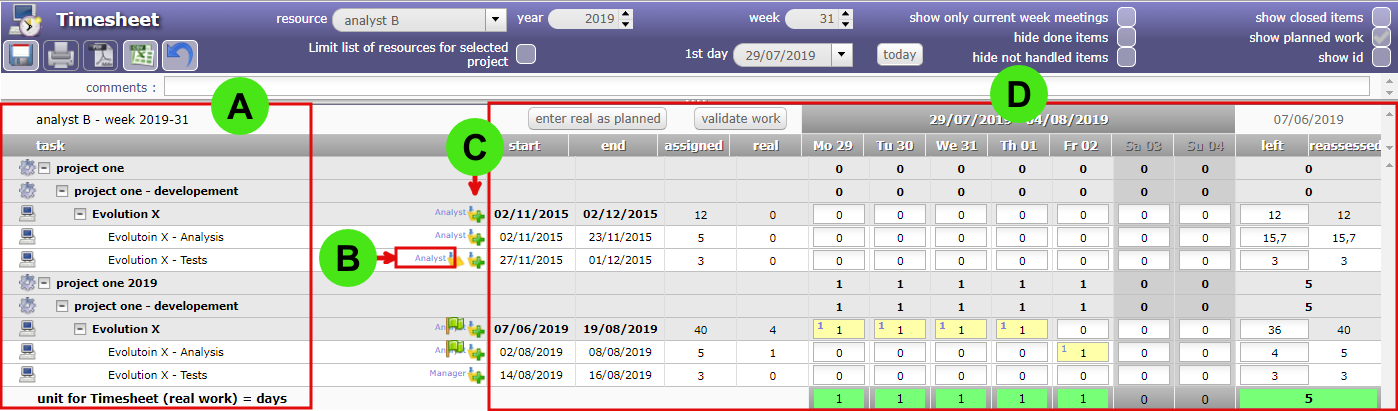 Timesheet resource analyst B year 2019 week 31 show only current week meetings show closed items
Limit list of resources for selected project 1st day 29/07/2019 today hide done items show planned work
hide not handled items show id
comments :
A D
analyst B - week 2019-31 enter real as planned validate work 29/07/2019 04/08/2019 07/06/2019
C
task start end assigned real Mo 29 Tu 30 We 31 Th 01 Fr 02 Sa 03 Su 04 left reassessed
project one 0 0 0 0 0 0 0 0
project one - developement 0 0 0 0 0 0 0 0
Evolution X Analyst 02/11/2015 02/12/2015 12 0 0 0 0 0 0 0 0 12 12
Evolutoin X - Analysis Analyst 02/11/2015 23/11/2015 5 0 0 0 0 0 0 0 0 15,7 15,7
B
Evolutoin X - Tests Analyst 27/11/2015 01/12/2015 3 0 0 0 0 0 0 0 0 3 3
project one 2019 1 1 1 1 1 0 0 5
project one - developement 1 1 1 1 1 0 0 5
Evolution X 07/06/2019 19/08/2019 40 4 1 1 1 1 1 1 1 1 0 0 0 36 40
Evolutoin X - Analysis 02/08/2019 08/08/2019 5 1 0 0 0 0 1 1 0 0 4 5
Evolutoin X - Tests Manager 14/08/2019 16/08/2019 3 0 0 0 0 0 0 0 0 3 3
unit for Timesheet (real work) = days 1 1 1 1 1 0 0 5